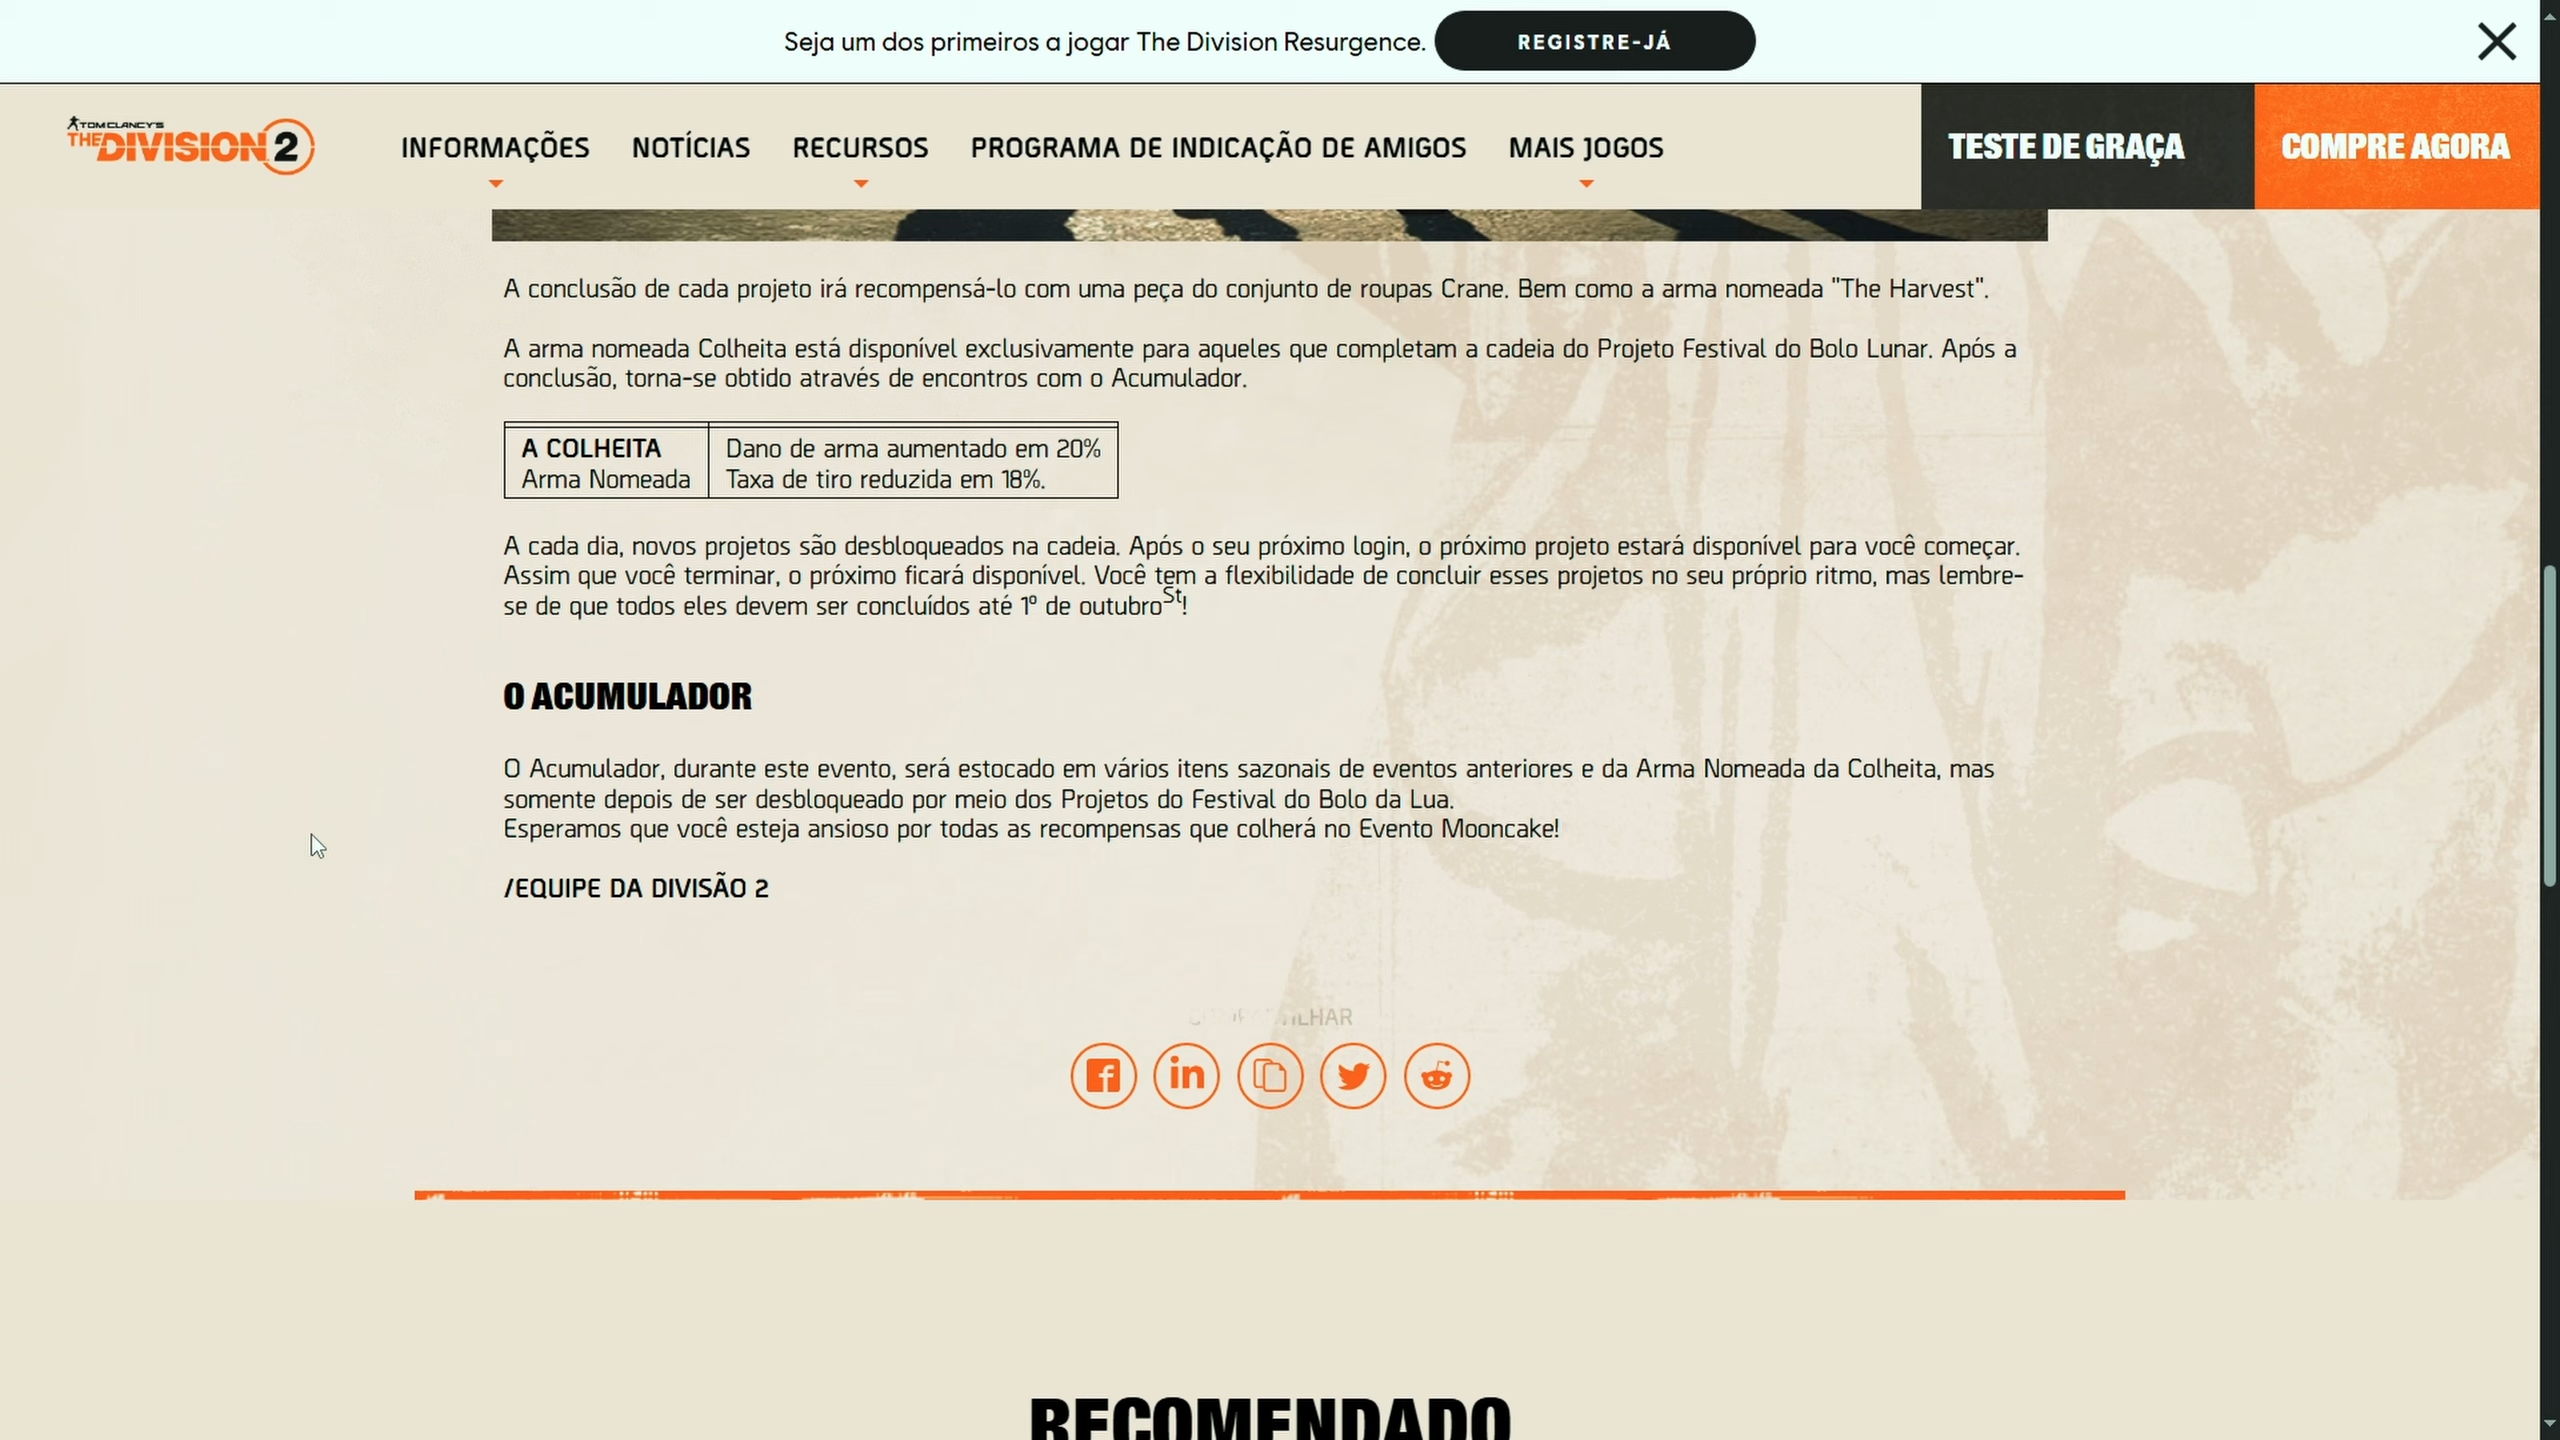 Seja um dos primeiros a jogar The Division Resurgence. REGISTRE-JÁ
TOM CLANCY'S
THE DIVISION 2
INFORMAÇÕES NOTÍCIAS RECURSOS PROGRAMA DE INDICAÇÃO DE AMIGOS MAIS JOGOS TESTE DE GRAÇA COMPRE AGORA
A conclusão de cada projeto irá recompensá-lo com uma peça do conjunto de roupas Crane. Bem como a arma nomeada "The Harvest".
A arma nomeada Colheita está disponível exclusivamente para aqueles que completam a cadeia do Projeto Festival do Bolo Lunar. Após a
conclusão, torna-se obtido através de encontros com o Acumulador.
A COLHEITA Dano de arma aumentado em 20%
Arma Nomeada Taxa de tiro reduzida em 18%.
A cada dia, novos projetos são desbloqueados na cadeia. Após o seu próximo login, o próximo projeto estará disponível para você começar.
Assim que você terminar, o próximo ficará disponível. Você tem a flexibilidade de concluir esses projetos no seu próprio ritmo, mas lembre-
se de que todos eles devem ser concluídos até 1º de outubroSt!
O ACUMULADOR
O Acumulador, durante este evento, será estocado em vários itens sazonais de eventos anteriores e da Arma Nomeada da Colheita, mas
somente depois de ser desbloqueado por meio dos Projetos do Festival do Bolo da Lua.
Esperamos que você esteja ansioso por todas as recompensas que colherá no Evento Mooncake!
/EQUIPE DA DIVISÃO 2
RECOMENDADO